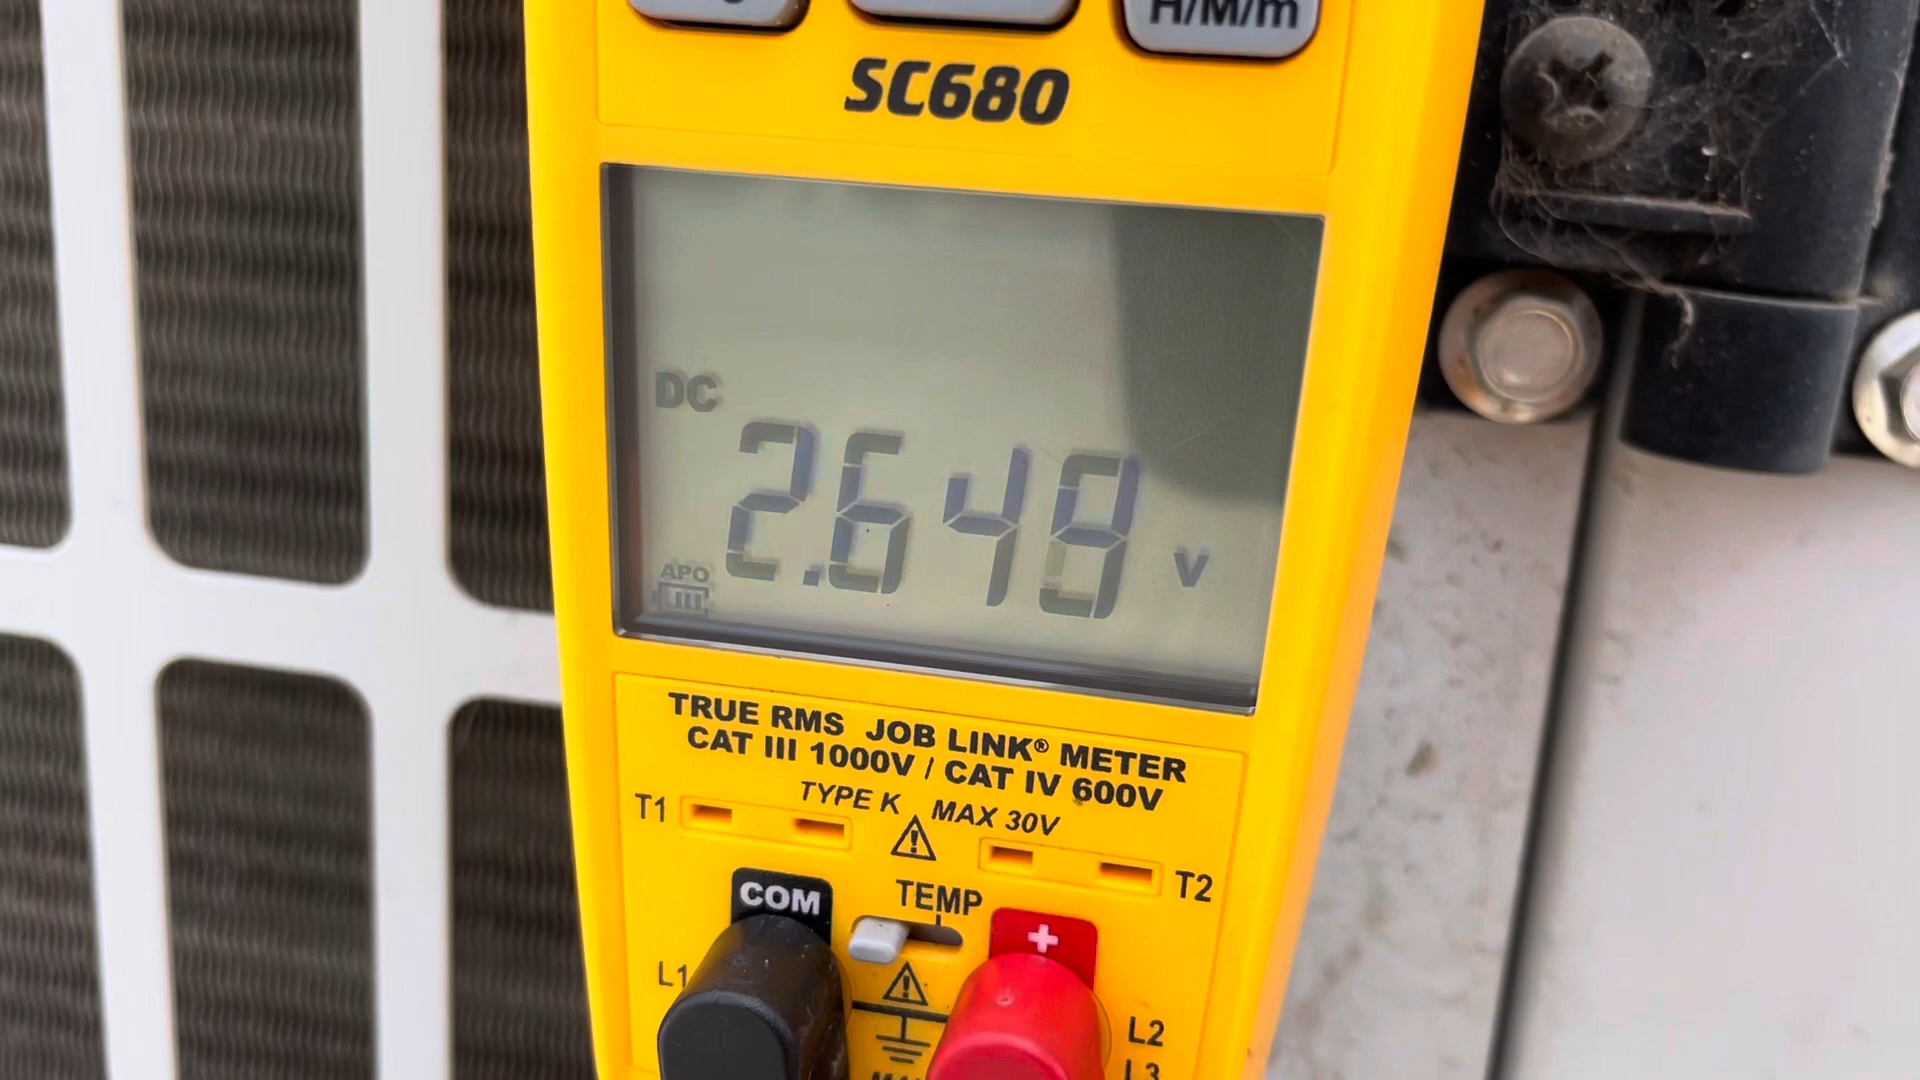 H/M/m
SC680
DC
2.648 V
APO
TRUE RMS JOB LINK® METER
CAT III 1000V / CAT IV 600V
TYPE K MAX 30V
T1
T2
TEMP
COM
+
L1
L2
L3